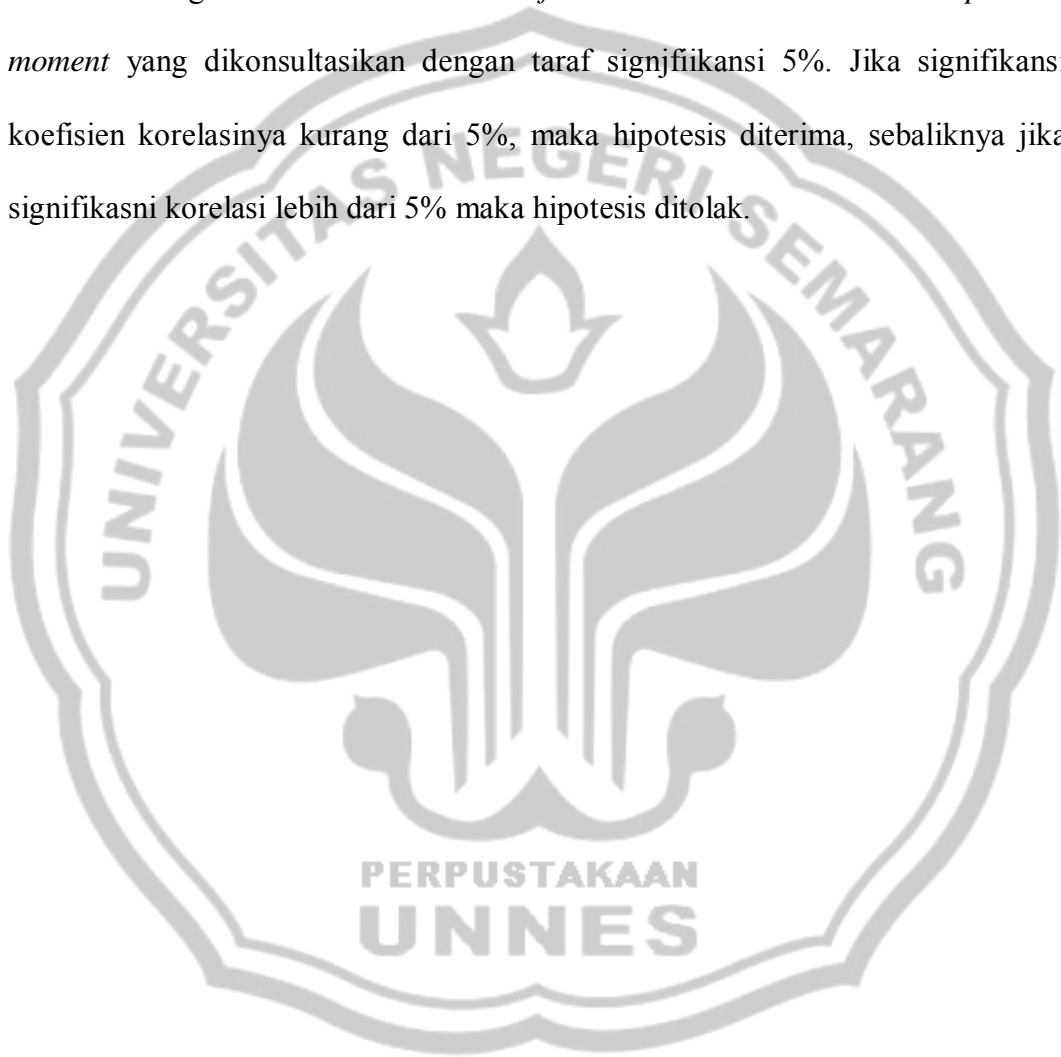 moment yang dikonsultasikan dengan taraf signjfiikansi 5%. Jika signifikansi
koefisien korelasinya kurang dari 5%, maka hipotesis diterima, sebaliknya jika
signifikasni korelasi lebih dari 5% maka hipotesis ditolak.
UNIVERSITAS NEGERI SEMARANG
PERPUSTAKAAN
UNNES